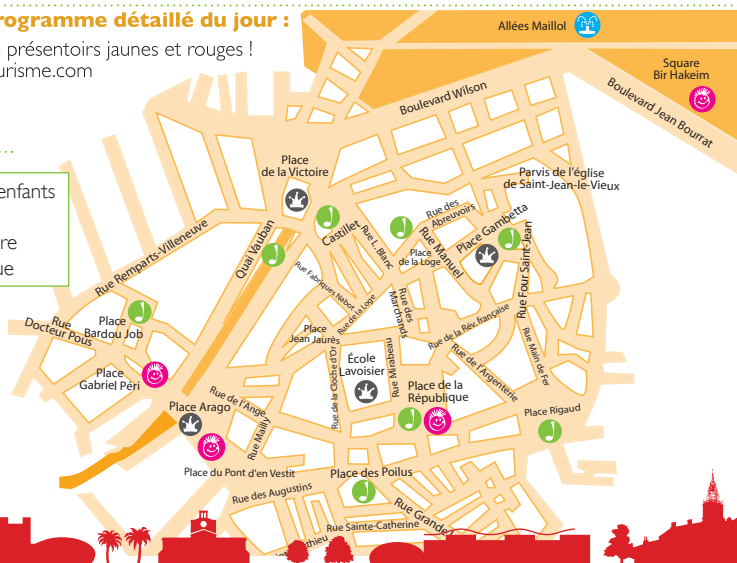 rogramme détaillé du jour :
présentoirs jaunes et rouges !
urisme.com
enfants
re
ue
Allées Maillol
Square
Bir Hakeim
Boulevard Wilson
Boulevard Jean Bourrat
Place
de la Victoire
Parvis de l'église
de Saint-Jean-le-Vieux
Rue des
Abreuvoirs
Castillet
Rue L. Blanc
Place
de la Loge
Rue Manuel
Place Gambetta
Rue Four Saint-Jean
Quai Vauban
Rue Remparts-Villeneuve
Rue Fabriques Nabot
Rue de la Loge
Rue des
Marchands
Rue de la Rév. française
Rue
Docteur Pous
Place
Bardou Job
Place
Jean Jaurès
Rue de la Cloche d'Or
École
Lavoisier
Rue Mirabeau
Rue de l'Argenterie
Rue Main de Fer
Place
Gabriel Péri
Place de la
République
Place Arago
Rue de l'Ange
Rue Mailly
Place Rigaud
Place du Pont d'en Vestit
Place des Poilus
Rue des Augustins
Rue Grande
Rue Sainte-Catherine
thieu